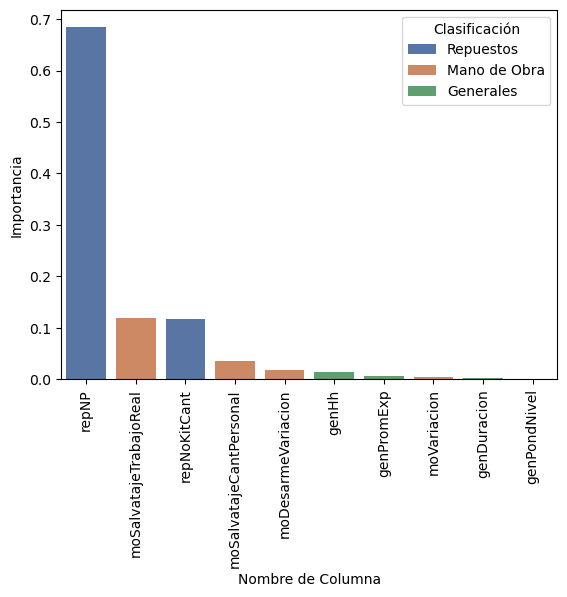 0.7
0.6
0.5
0.4
0.3
0.2
0.1
0.0
Importancia
Clasificación
Repuestos
Mano de Obra
Generales
repNP
moSalvatajeTrabajoReal
repNoKitCant
moSalvatajeCantPersonal
moDesarmeVariacion
genHh
genPromExp
moVariacion
genDuracion
genPondNivel
Nombre de Columna